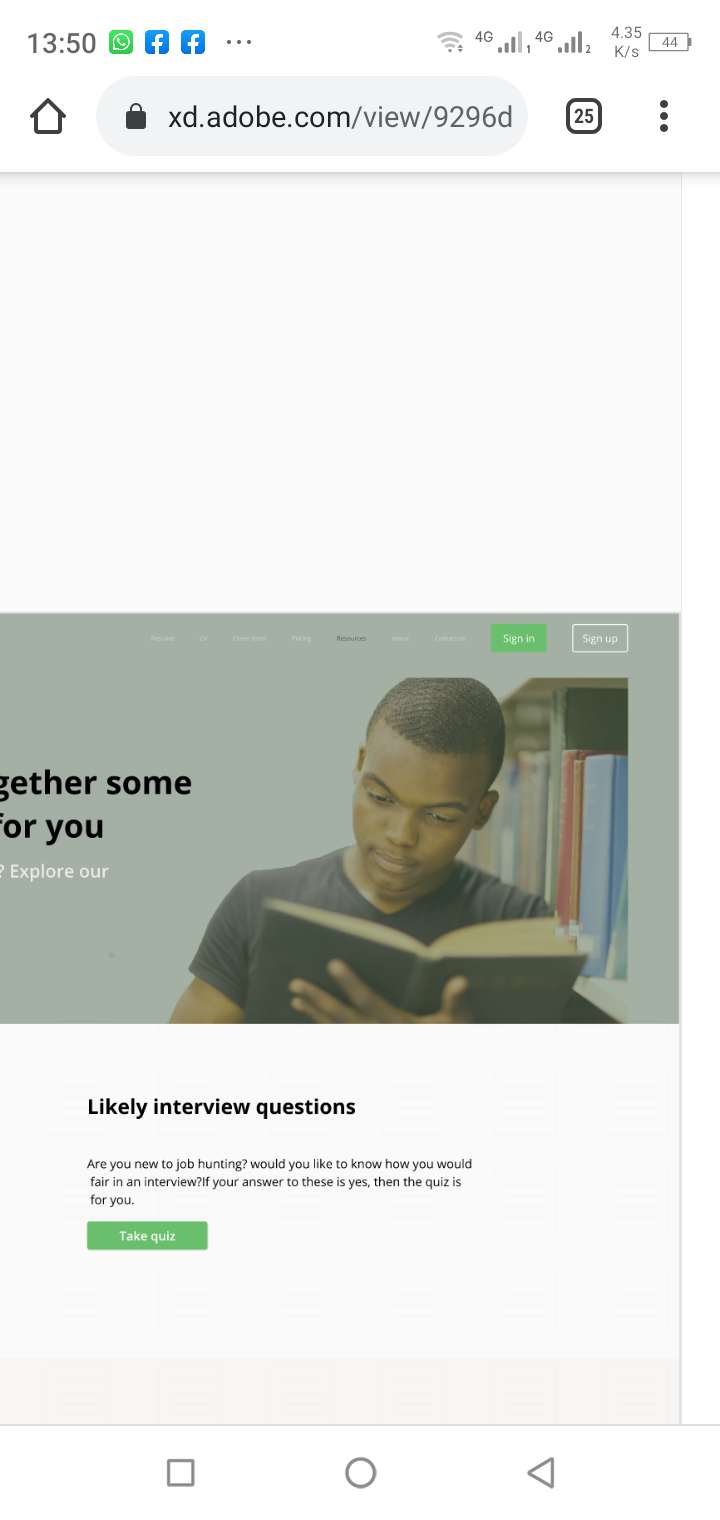 13:50
4G 1 4G 2 4.35 K/s 44
xd.adobe.com/view/9296d
25
Resume CV Cover letter Pricing Resources About Contact us Sign in Sign up
gether some
for you
? Explore our
Likely interview questions
Are you new to job hunting? would you like to know how you would
fair in an interview?If your answer to these is yes, then the quiz is
for you.
Take quiz